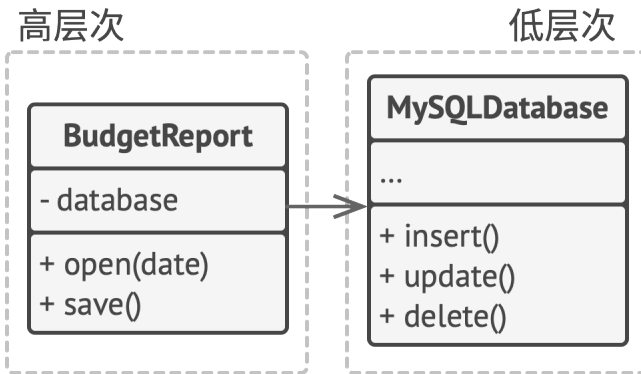 高层次
低层次
BudgetReport
- database
+ open(date)
+ save()
MySQLDatabase
...
+ insert()
+ update()
+ delete()